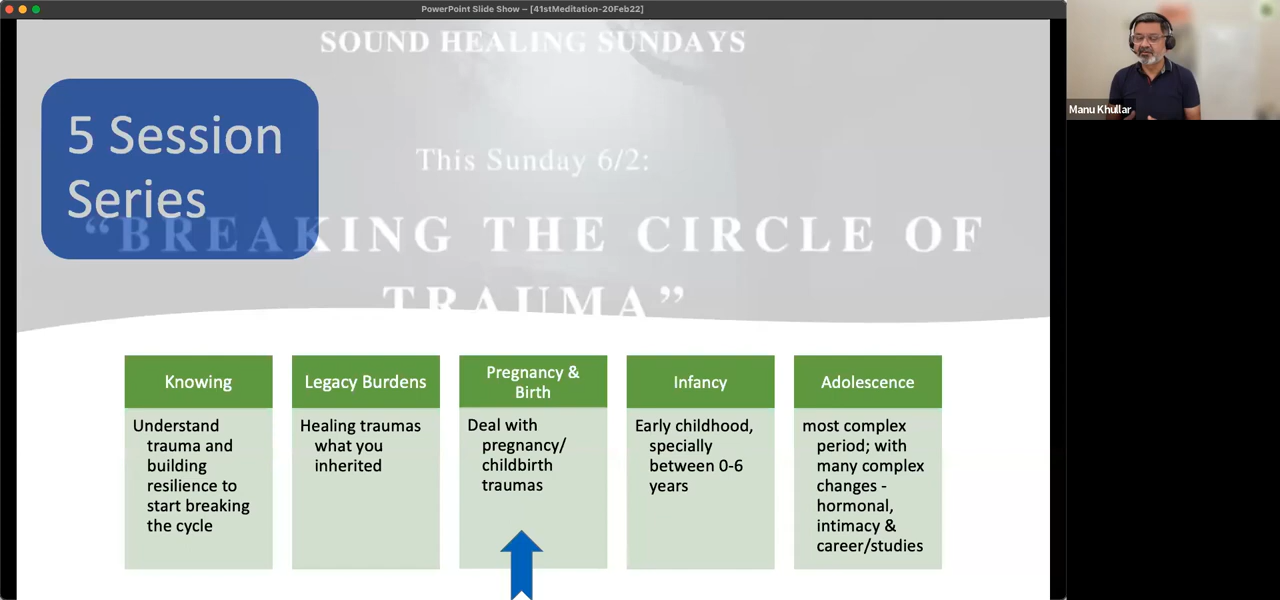 PowerPoint Slide Show – [41stMeditation-20Feb22]
SOUND HEALING SUNDAYS
5 Session
Series
This Sunday 6/2:
“BREAKING THE CIRCLE OF
TRAUMA”
Manu Khullar
Knowing
Understand
trauma and
building
resilience to
start breaking
the cycle
Legacy Burdens
Healing traumas
what you
inherited
Pregnancy &
Birth
Deal with
pregnancy/
childbirth
traumas
Infancy
Early childhood,
specially
between 0-6
years
Adolescence
most complex
period; with
many complex
changes -
hormonal,
intimacy &
career/studies